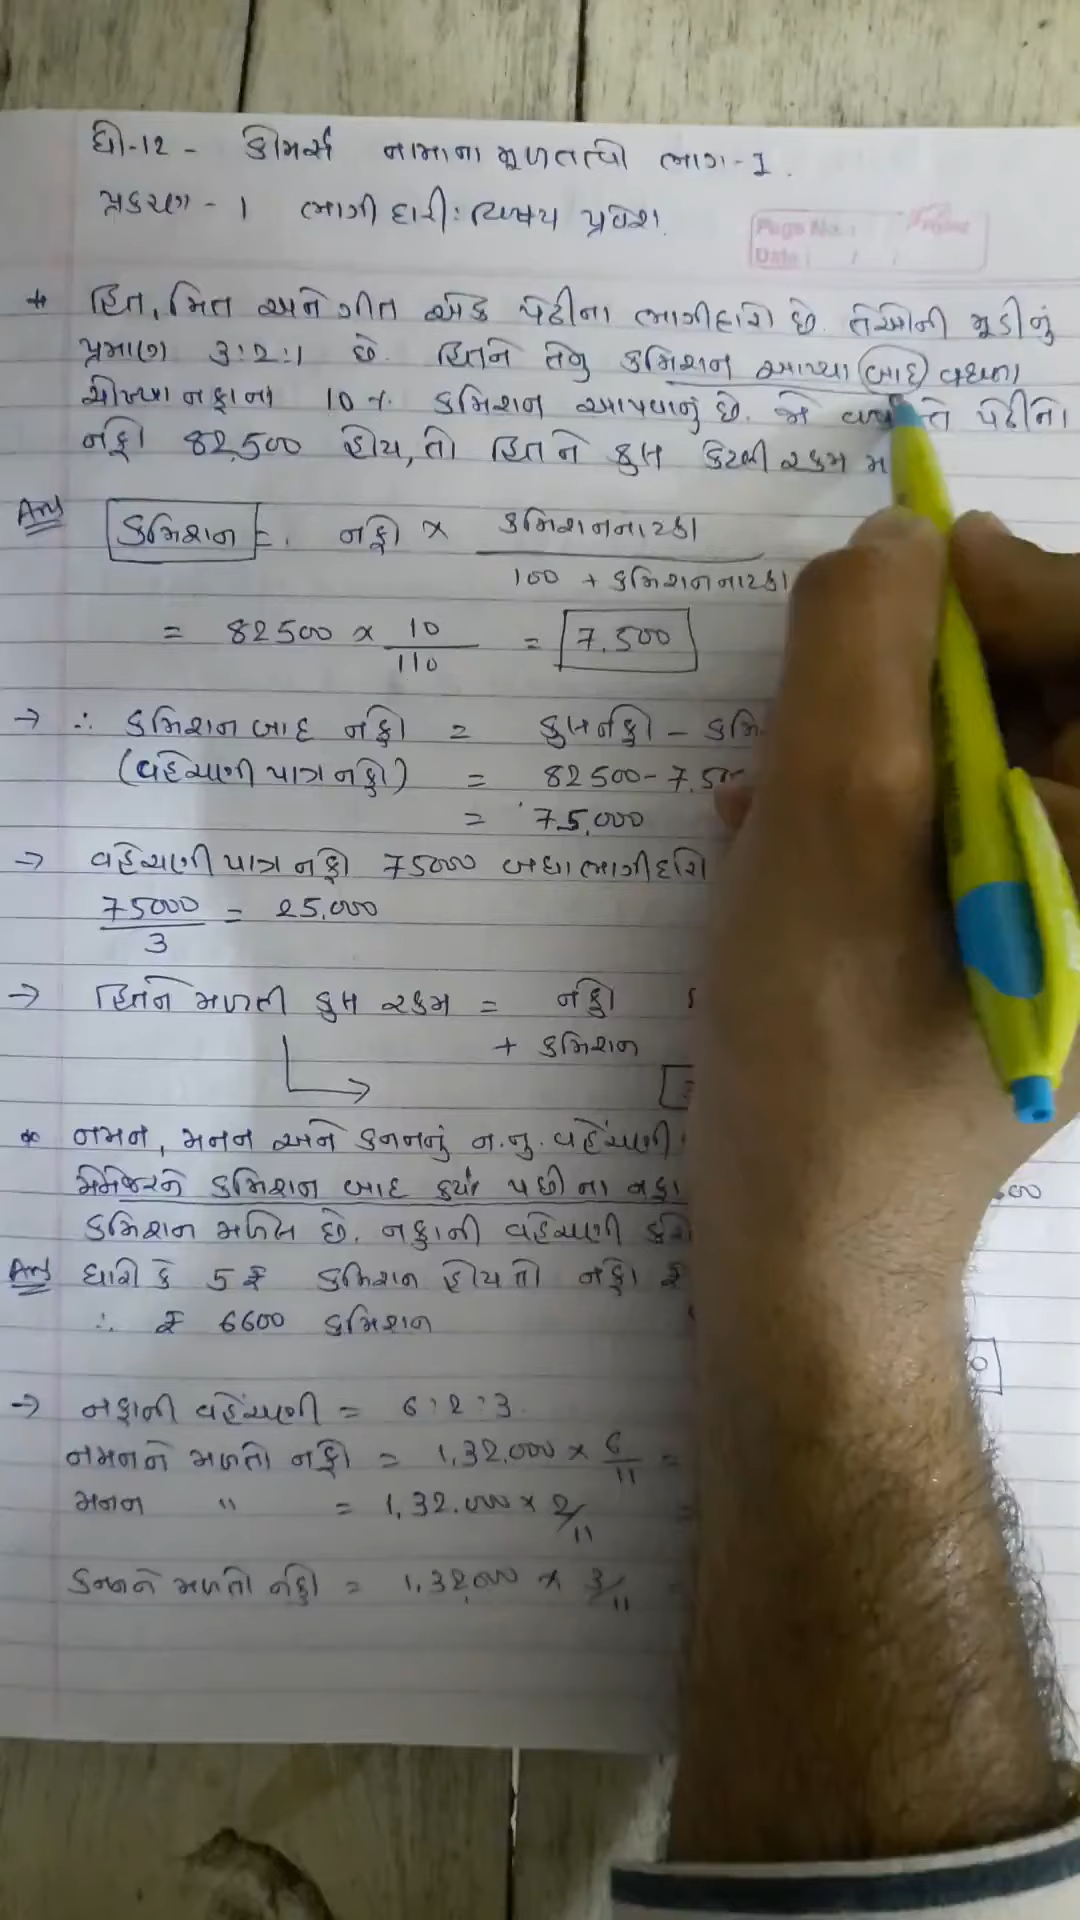 ધો-12 - કોમર્સ નામાના મૂળતત્વો ભાગ-I.
પ્રકરણ - 1 ભાગીદારી: વિષય પ્રવેશ.
Page No.:
Date: / /
* હિત, મિત અને ગીત એક પેઢીના ભાગીદારો છે. તેઓની મૂડીનું
પ્રમાણ 3:2:1 છે. હિતને તેનુ કમિશન આપ્યા બાદ વધતા
ચોખ્ખા નફાના 10 %. કમિશન આપવાનું છે. જો તે પેઢીનો
નફો 82,500 હોય, તો હિતને કુલ કેટલી રકમ મ
Ans કમિશન = નફો × કમિશનનાટકા
100 + કમિશનનાટકા
= 82500 × 10/110 = 7,500
→ ∴ કમિશન બાદ નફો = કુલનફો - કમિ
(વહેંચણી પાત્ર નફો) = 82500 - 7,5
= 75,000
→ વહેચણી પાત્ર નફો 75000 બધા ભાગીદારો
75000/3 = 25,000
→ હિતને મળતી કુલ રકમ = નફો
+ કમિશન
* નમન, મનન અને કનનનું ન.નુ. વહેંચણી
મેનેજરને કમિશન બાદ કર્યા પછી ના નફા
કમિશન મળેલ છે. નફાની વહેંચણી કરો
Ans ધારો કે 5 ₹ કમિશન હોય તો નફો ₹
∴ ₹ 6600 કમિશન
→ નફાની વહેંચણી = 6:2:3
નમનને મળતો નફો = 1,32,000 × 6/11 =
મનન " = 1,32,000 × 2/11
કનનને મળતો નફો = 1,32,000 × 3/11